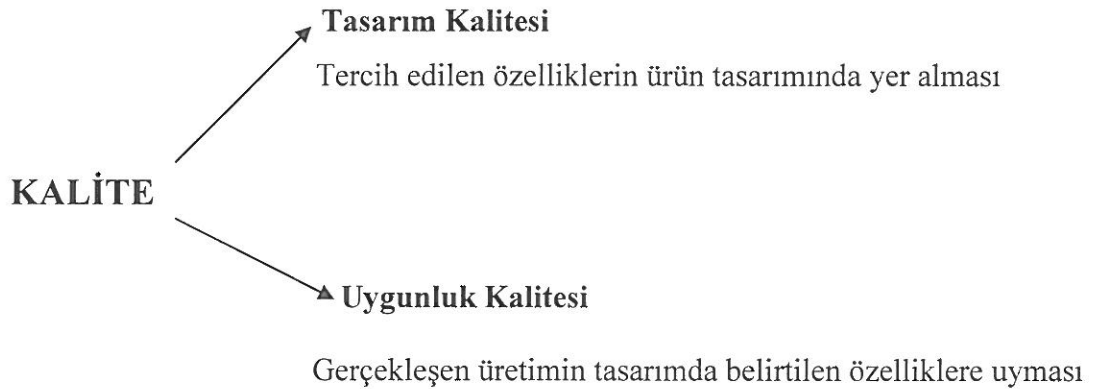 Tasarım Kalitesi
Tercih edilen özelliklerin ürün tasarımında yer alması
KALİTE
Uygunluk Kalitesi
Gerçekleşen üretimin tasarımda belirtilen özelliklere uyması